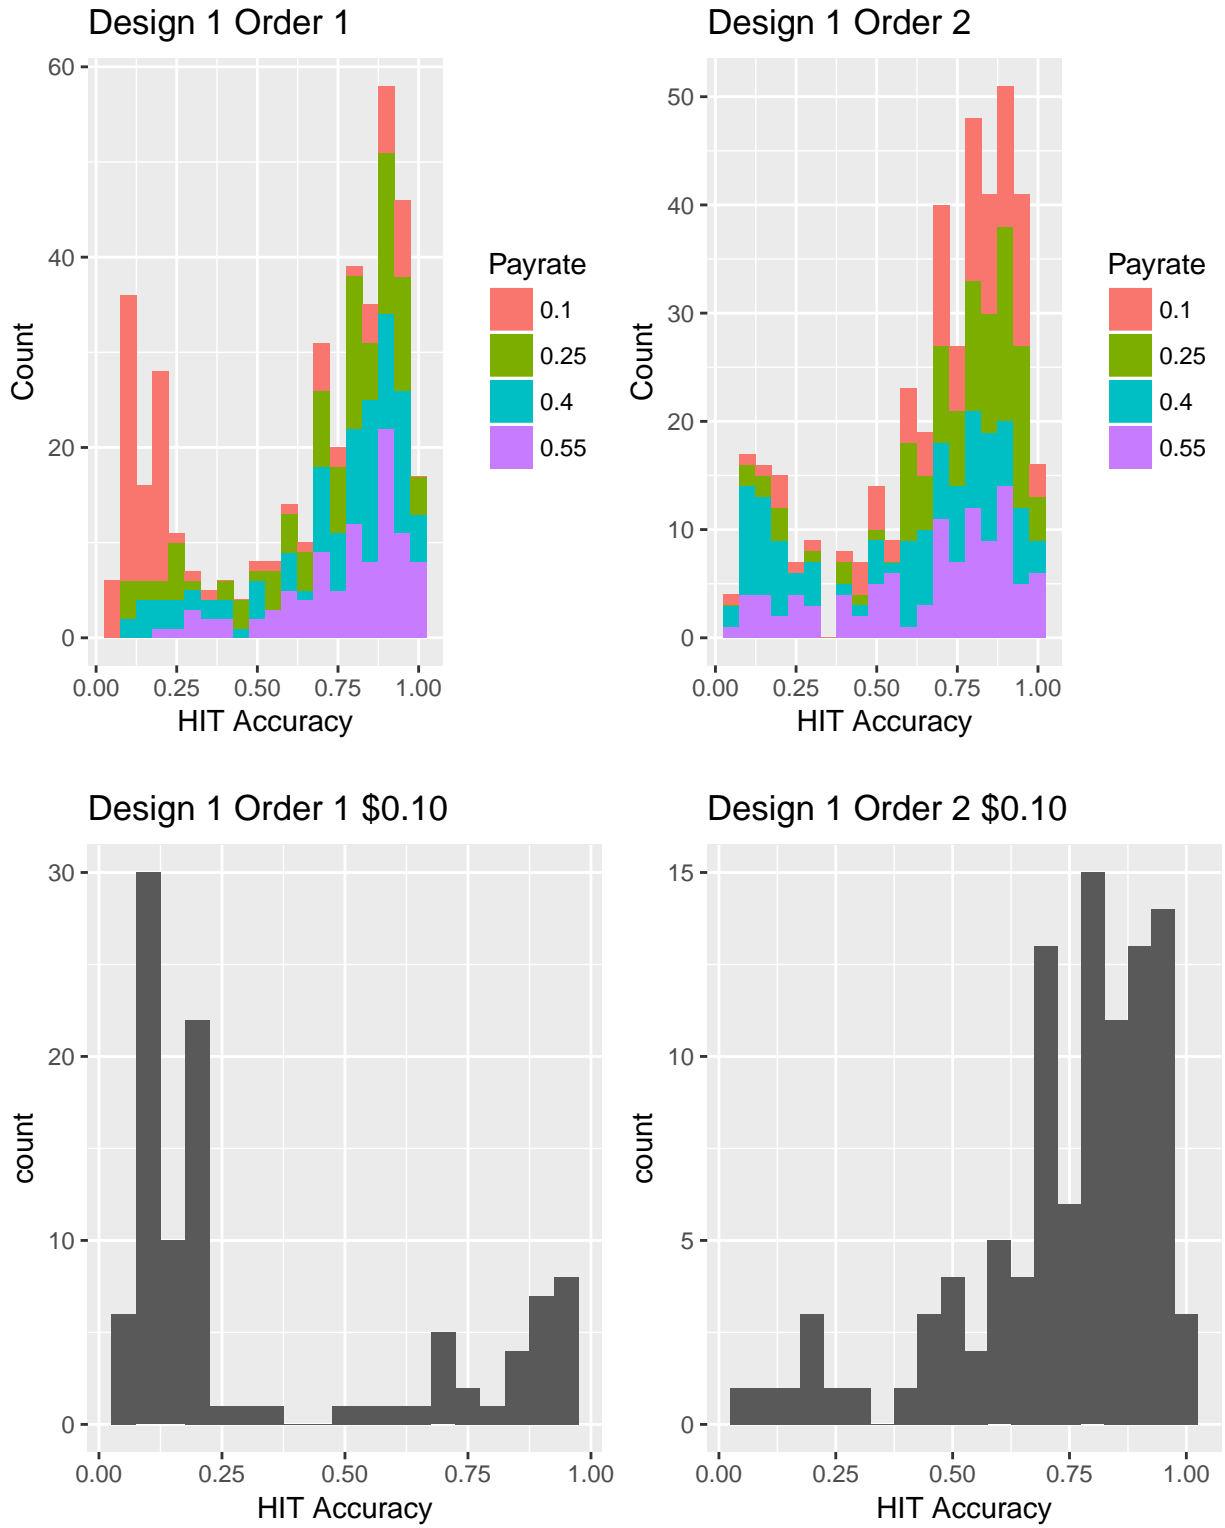 Design 1 Order 1
60
40
20
0
Count
0.00 0.25 0.50 0.75 1.00
HIT Accuracy
Payrate
0.1
0.25
0.4
0.55
Design 1 Order 2
50
40
30
20
10
0
Count
0.00 0.25 0.50 0.75 1.00
HIT Accuracy
Payrate
0.1
0.25
0.4
0.55
Design 1 Order 1 $0.10
30
20
10
0
count
0.00 0.25 0.50 0.75 1.00
HIT Accuracy
Design 1 Order 2 $0.10
15
10
5
0
count
0.00 0.25 0.50 0.75 1.00
HIT Accuracy